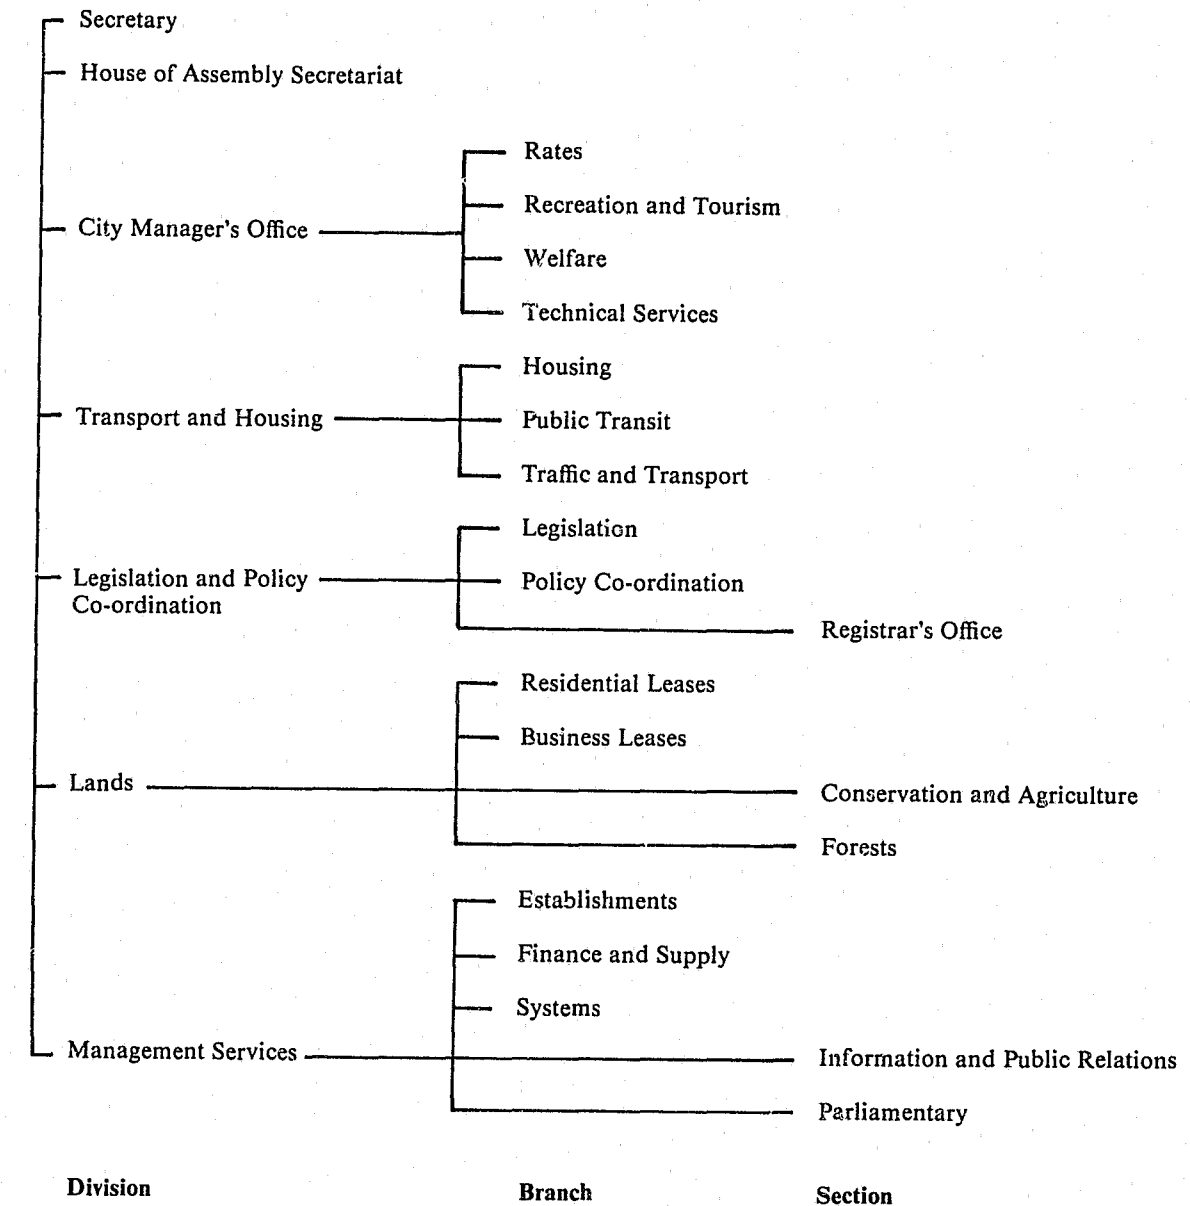 Secretary
House of Assembly Secretariat
Rates
Recreation and Tourism
City Manager's Office
Welfare
Technical Services
Housing
Transport and Housing
Public Transit
Traffic and Transport
Legislation
Legislation and Policy
Co-ordination
Policy Co-ordination
Registrar's Office
Residential Leases
Business Leases
Lands
Conservation and Agriculture
Forests
Establishments
Finance and Supply
Systems
Management Services
Information and Public Relations
Parliamentary
Division
Branch
Section